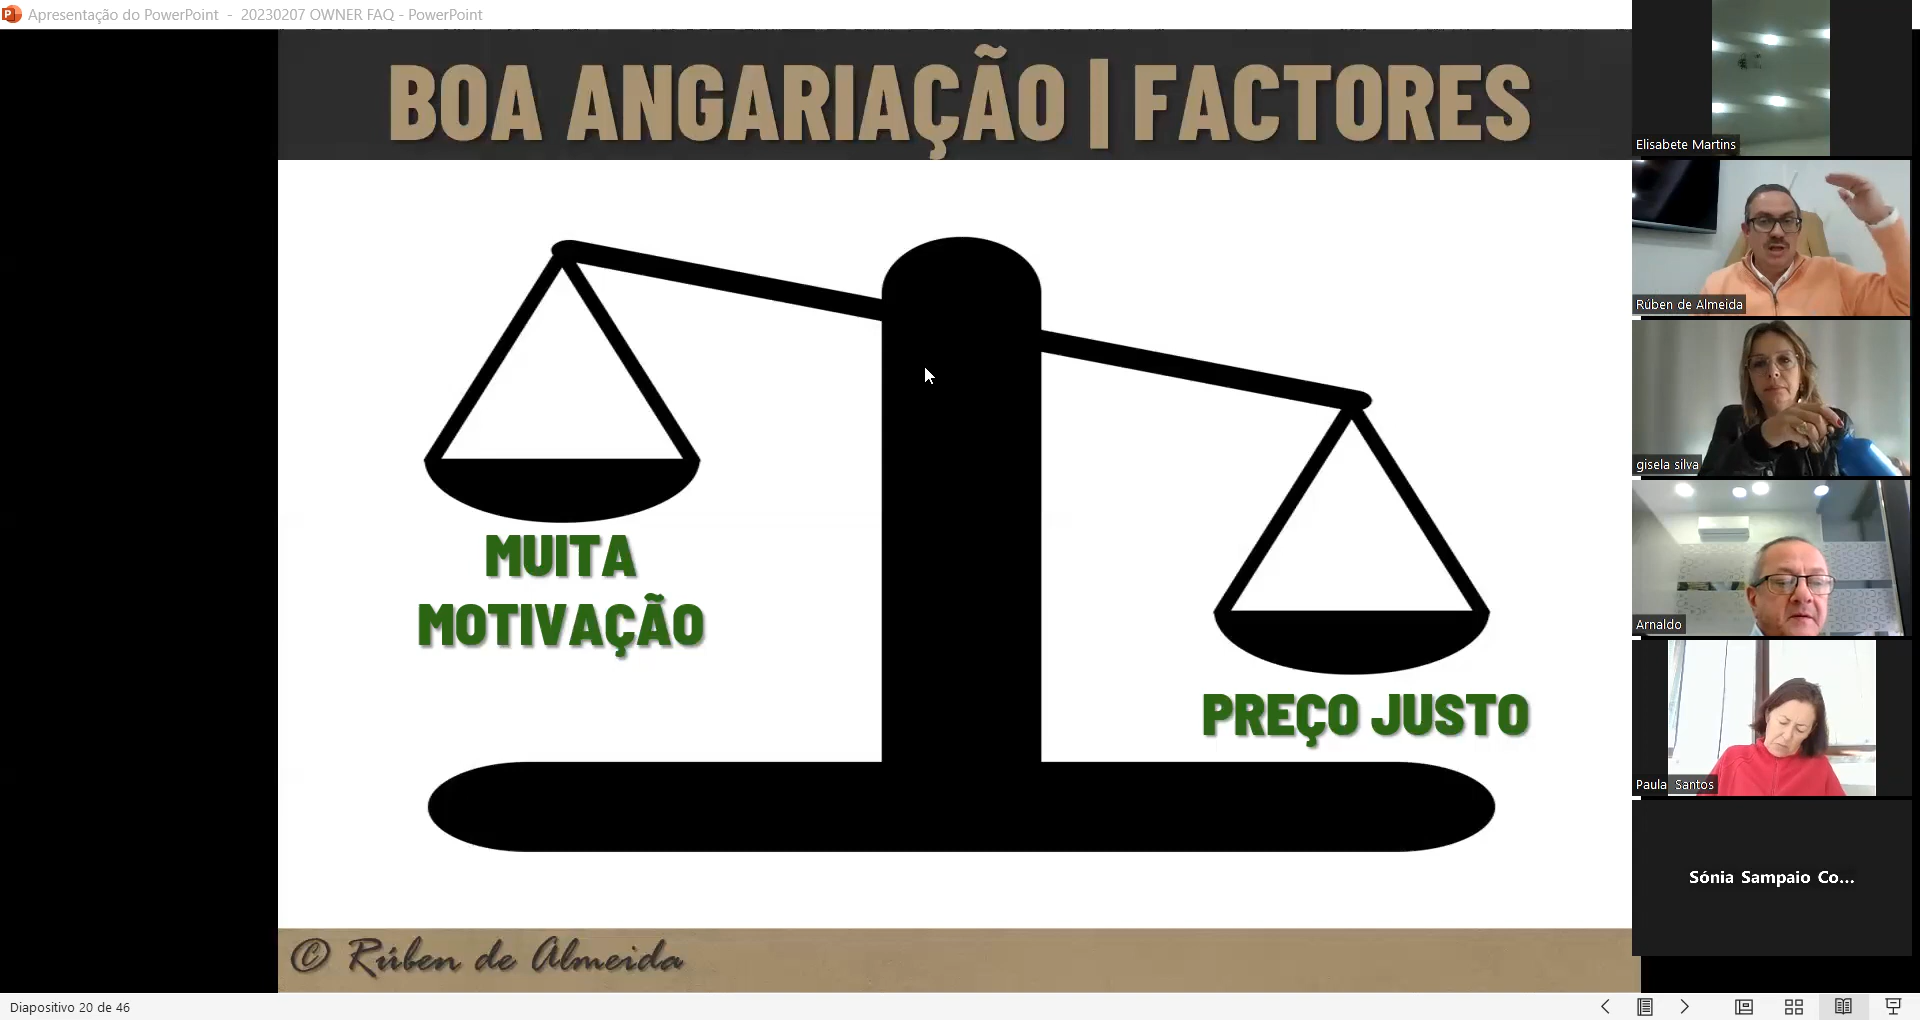 Apresentação do PowerPoint - 20230207 OWNER FAQ - PowerPoint
BOA ANGARIAÇÃO | FACTORES
MUITA
MOTIVAÇÃO
PREÇO JUSTO
© Rúben de Almeida
Elisabete Martins
Rúben de Almeida
gisela silva
Arnaldo
Paula Santos
Sónia Sampaio Co...
Diapositivo 20 de 46